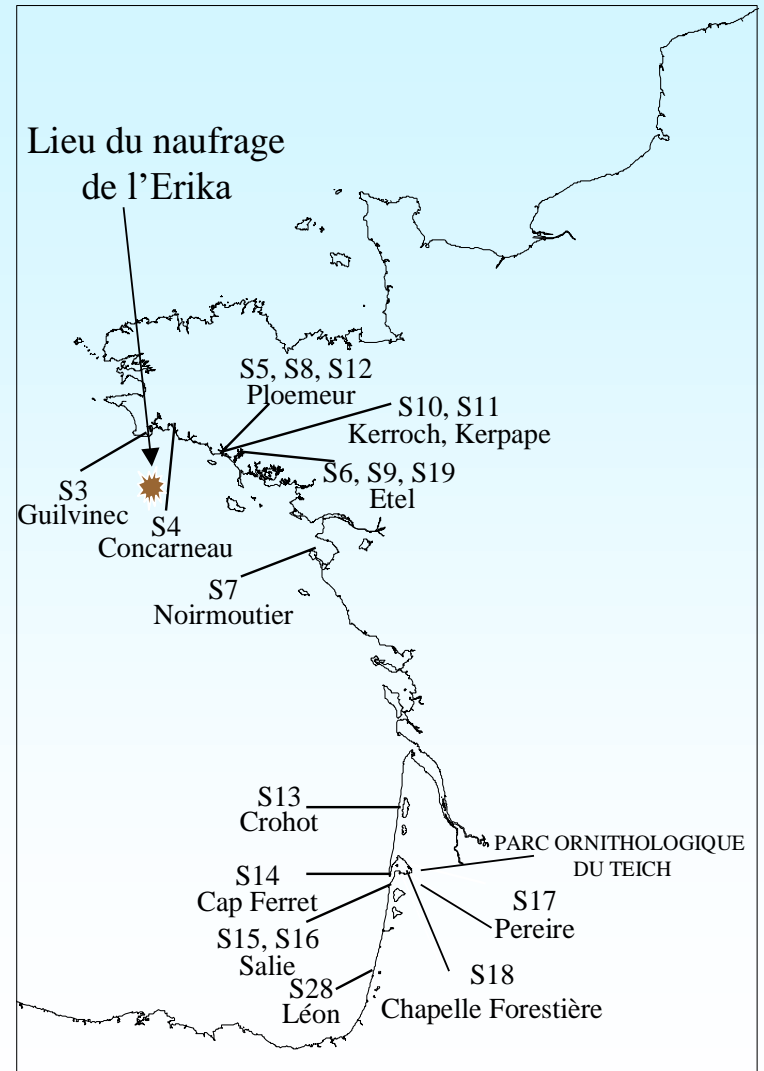 Lieu du naufrage
de l’Erika
S5, S8, S12
Ploemeur
S10, S11
Kerroch, Kerpape
S6, S9, S19
Etel
S3
Guilvinec
S4
Concarneau
S7
Noirmoutier
S13
Crohot
PARC ORNITHOLOGIQUE
DU TEICH
S14
Cap Ferret
S17
Pereire
S15, S16
Salie
S18
Chapelle Forestière
S28
Léon